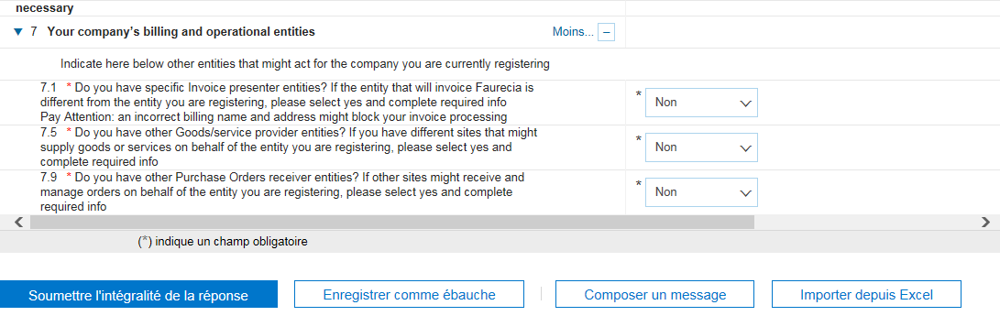 necessary
7 Your company’s billing and operational entities Moins...
Indicate here below other entities that might act for the company you are currently registering
7.1 * Do you have specific Invoice presenter entities? If the entity that will invoice Faurecia is
different from the entity you are registering, please select yes and complete required info
Pay Attention: an incorrect billing name and address might block your invoice processing
* Non
7.5 * Do you have other Goods/service provider entities? If you have different sites that might
supply goods or services on behalf of the entity you are registering, please select yes and
complete required info
* Non
7.9 * Do you have other Purchase Orders receiver entities? If other sites might receive and
manage orders on behalf of the entity you are registering, please select yes and complete
required info
* Non
(*) indique un champ obligatoire
Soumettre l'intégralité de la réponse
Enregistrer comme ébauche
Composer un message
Importer depuis Excel